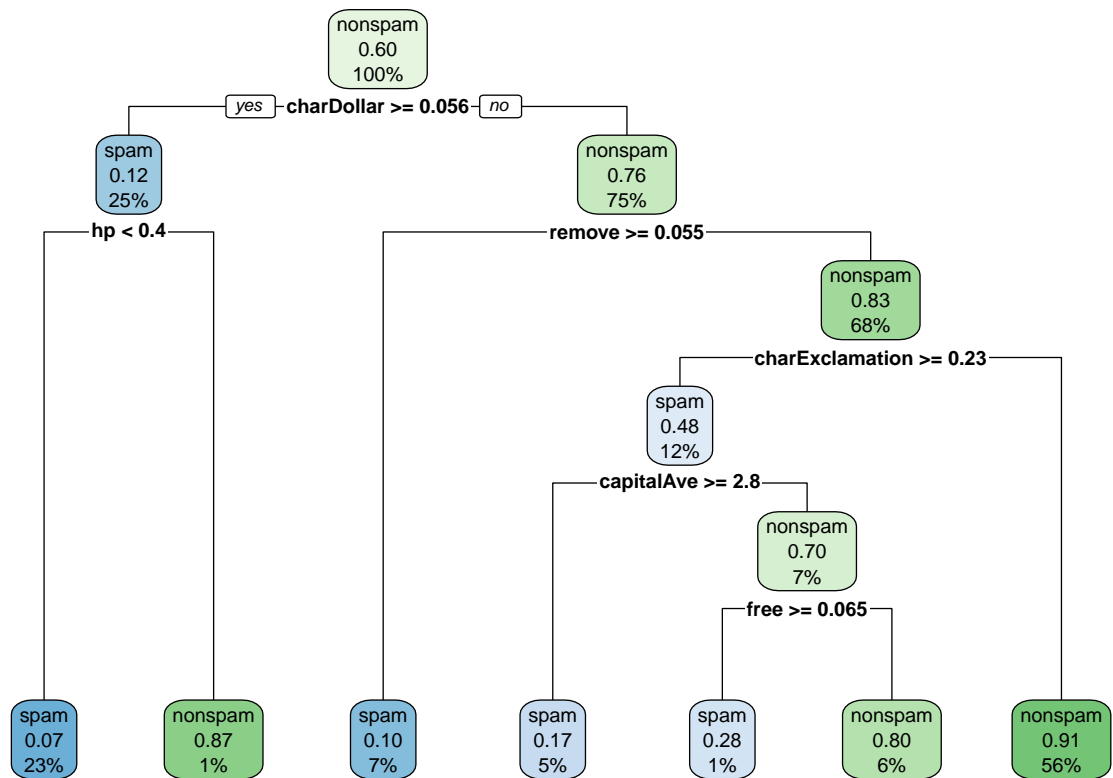 nonspam
0.60
100%
yes charDollar >= 0.056 no
spam
0.12
25%
nonspam
0.76
75%
hp < 0.4
remove >= 0.055
nonspam
0.83
68%
charExclamation >= 0.23
spam
0.48
12%
capitalAve >= 2.8
nonspam
0.70
7%
free >= 0.065
spam
0.07
23%
nonspam
0.87
1%
spam
0.10
7%
spam
0.17
5%
spam
0.28
1%
nonspam
0.80
6%
nonspam
0.91
56%